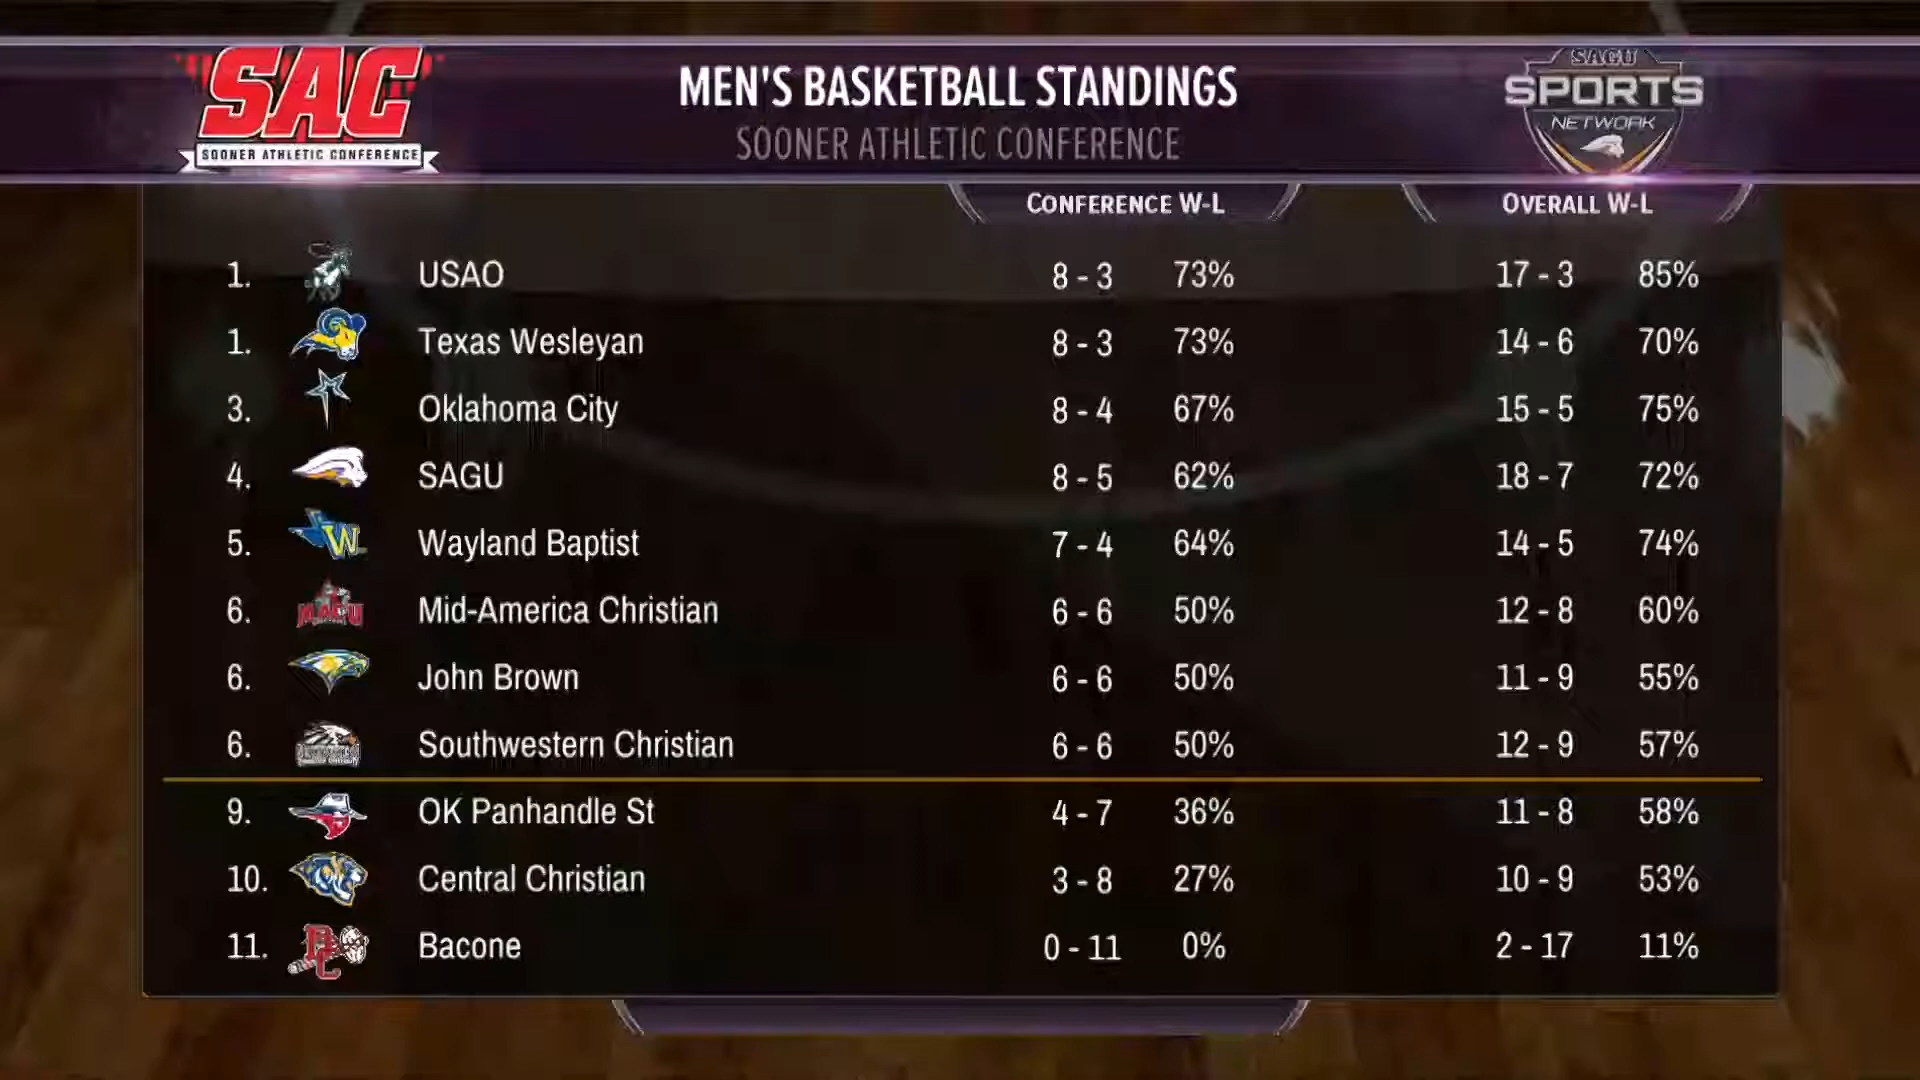 SAC
SOONER ATHLETIC CONFERENCE
MEN'S BASKETBALL STANDINGS
SOONER ATHLETIC CONFERENCE
SAGU
SPORTS
NETWORK
CONFERENCE W-L OVERALL W-L
1. USAO 8 - 3 73% 17 - 3 85%
1. Texas Wesleyan 8 - 3 73% 14 - 6 70%
3. Oklahoma City 8 - 4 67% 15 - 5 75%
4. SAGU 8 - 5 62% 18 - 7 72%
5. W Wayland Baptist 7 - 4 64% 14 - 5 74%
6. MACU Mid-America Christian 6 - 6 50% 12 - 8 60%
6. John Brown 6 - 6 50% 11 - 9 55%
6. Southwestern Christian 6 - 6 50% 12 - 9 57%
9. OK Panhandle St 4 - 7 36% 11 - 8 58%
10. Central Christian 3 - 8 27% 10 - 9 53%
11. BC Bacone 0 - 11 0% 2 - 17 11%